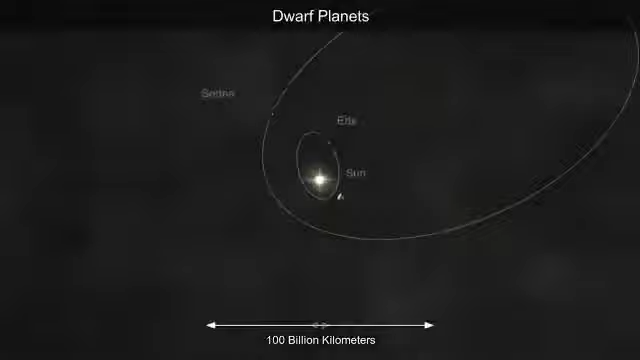 Dwarf Planets
Sedna
Eris
Sun
100 Billion Kilometers